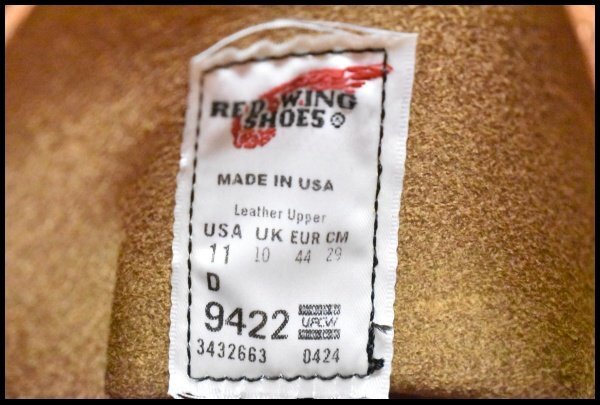 RED WING
SHOES
MADE IN USA
Leather Upper
USA UK EUR CM
11 10 44 29
D
9422 UFCW
3432663 0424